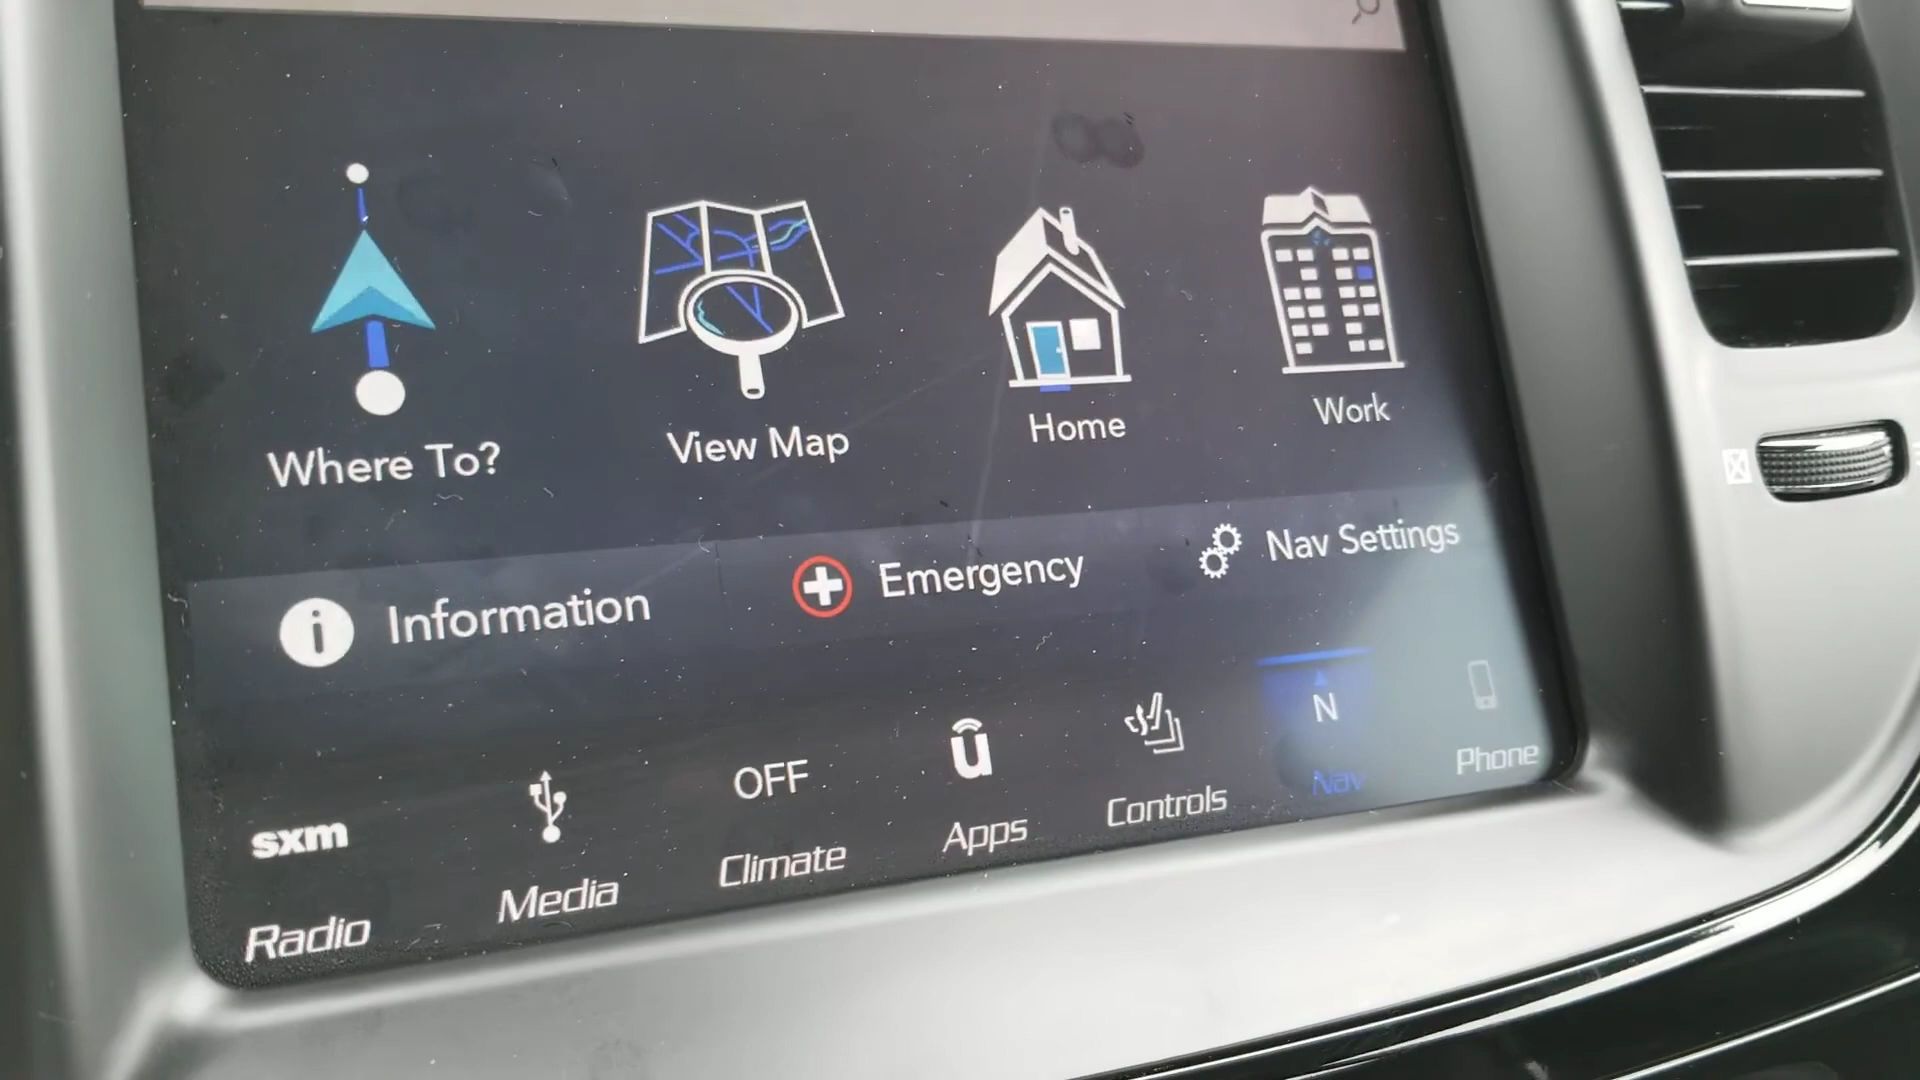 Where To?
View Map
Home
Work
Information
Emergency
Nav Settings
sxm
OFF
u
N
Radio
Media
Climate
Apps
Controls
Nav
Phone